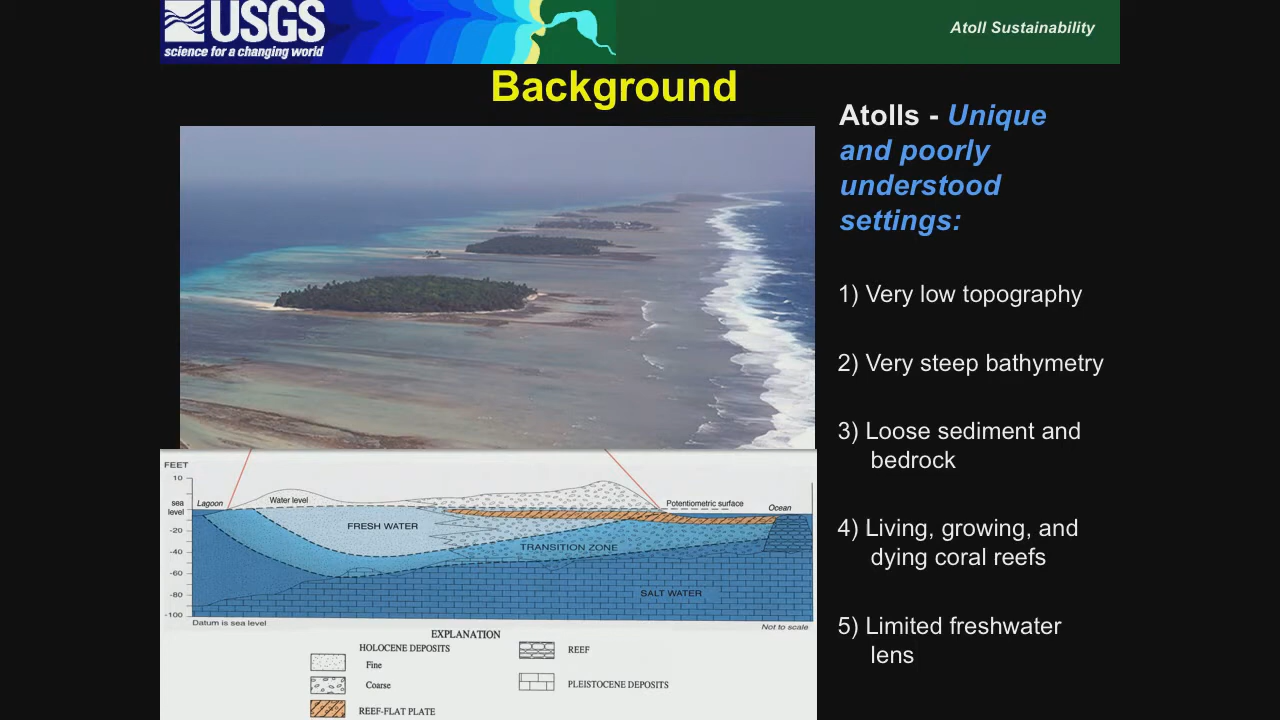 USGS
science for a changing world
Atoll Sustainability
Background
Atolls - Unique
and poorly
understood
settings:
1) Very low topography
2) Very steep bathymetry
3) Loose sediment and
bedrock
4) Living, growing, and
dying coral reefs
5) Limited freshwater
lens
FEET
10
sea
level
-20
-40
-60
-80
-100
Lagoon
Water level
Potentiometric surface
Ocean
FRESH WATER
TRANSITION ZONE
SALT WATER
Datum is sea level
Not to scale
EXPLANATION
HOLOCENE DEPOSITS
Fine
Coarse
REEF-FLAT PLATE
REEF
PLEISTOCENE DEPOSITS